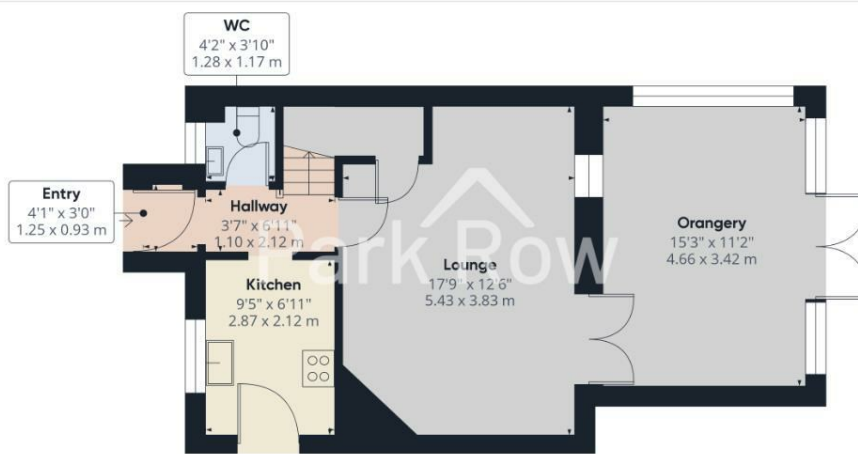 WC
4'2" x 3'10"
1.28 x 1.17 m
Entry
4'1" x 3'0"
1.25 x 0.93 m
Hallway
3'7" x 6'11"
1.10 x 2.12 m
Kitchen
9'5" x 6'11"
2.87 x 2.12 m
Lounge
17'9" x 12'6"
5.43 x 3.83 m
Orangery
15'3" x 11'2"
4.66 x 3.42 m
Park Row